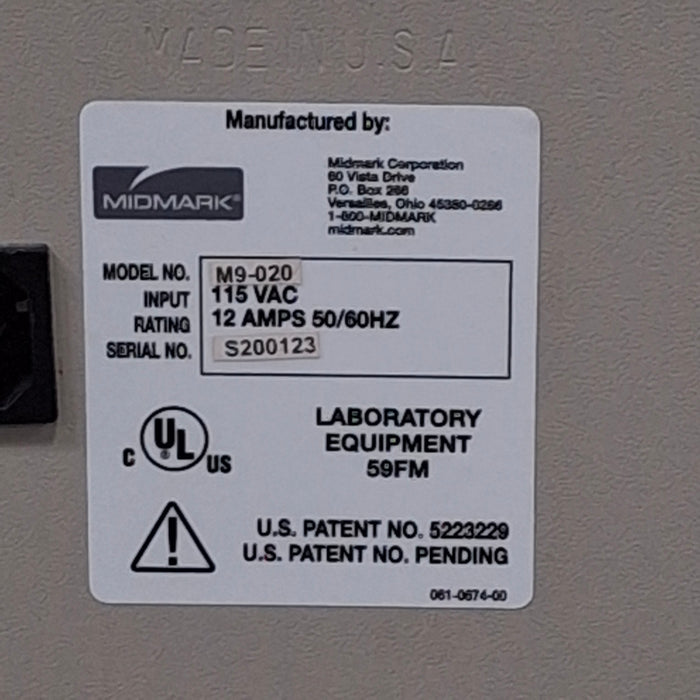 MADE IN U.S.A.
Manufactured by:
MIDMARK®
Midmark Corporation
60 Vista Drive
P.O. Box 266
Versailles, Ohio 45380-0266
1-800-MIDMARK
midmark.com
MODEL NO. M9-020
INPUT 115 VAC
RATING 12 AMPS 50/60HZ
SERIAL NO. S200123
C UL® US
LABORATORY
EQUIPMENT
59FM
!
U.S. PATENT NO. 5223229
U.S. PATENT NO. PENDING
061-0674-00